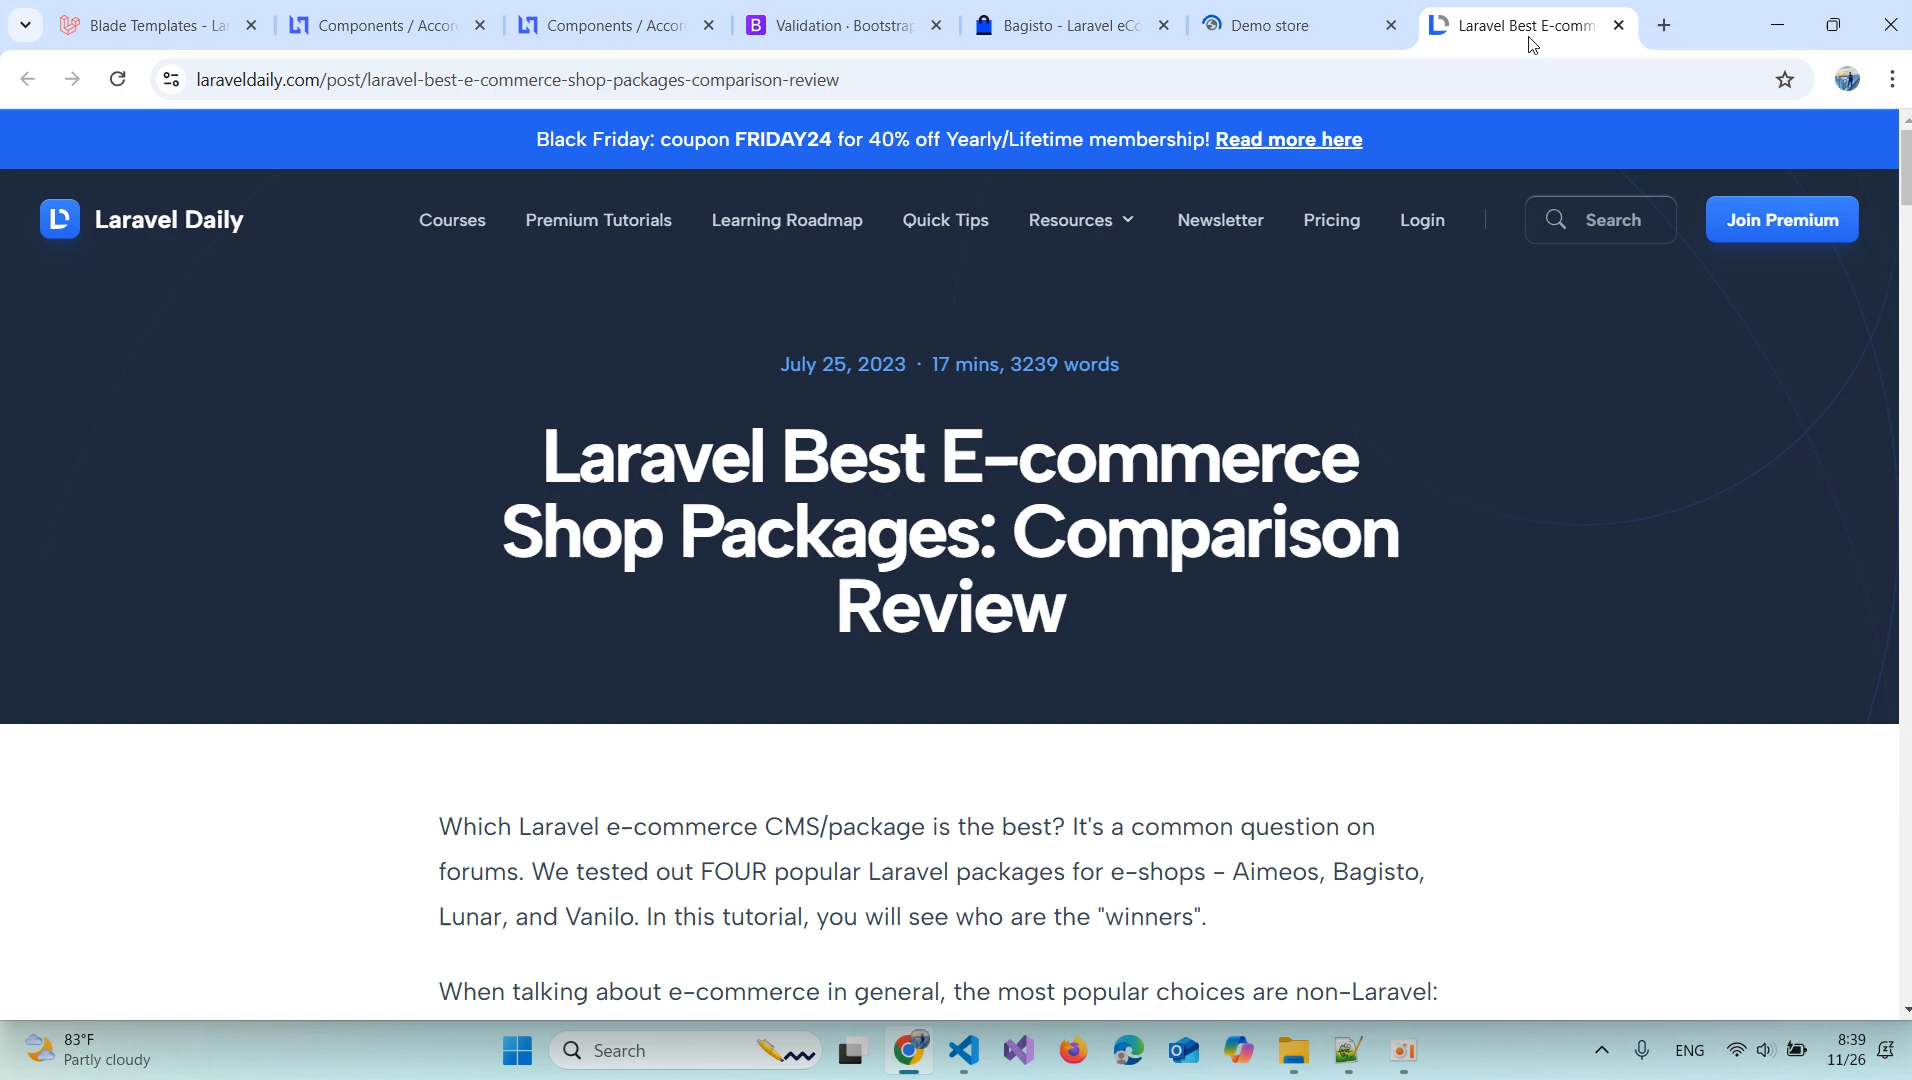 Blade Templates - La
Components / Accor
Components / Accor
Validation · Bootstrap
Bagisto - Laravel eCo
Demo store
Laravel Best E-comm
laraveldaily.com/post/laravel-best-e-commerce-shop-packages-comparison-review
Black Friday: coupon FRIDAY24 for 40% off Yearly/Lifetime membership! Read more here
Laravel Daily
Courses
Premium Tutorials
Learning Roadmap
Quick Tips
Resources
Newsletter
Pricing
Login
Search
Join Premium
July 25, 2023 · 17 mins, 3239 words
Laravel Best E-commerce
Shop Packages: Comparison
Review
Which Laravel e-commerce CMS/package is the best? It's a common question on
forums. We tested out FOUR popular Laravel packages for e-shops - Aimeos, Bagisto,
Lunar, and Vanilo. In this tutorial, you will see who are the "winners".
When talking about e-commerce in general, the most popular choices are non-Laravel:
83°F
Partly cloudy
Search
ENG
8:39
11/26